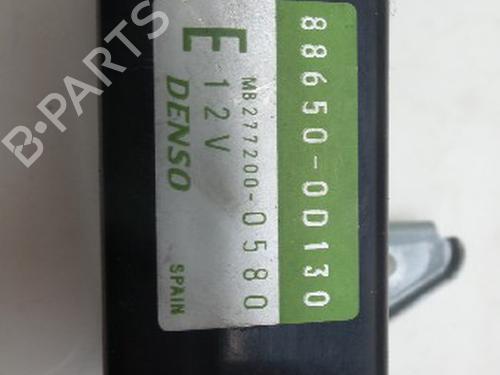 88650-0D130
E MB277200-0580
12V
DENSO SPAIN
B-PARTS